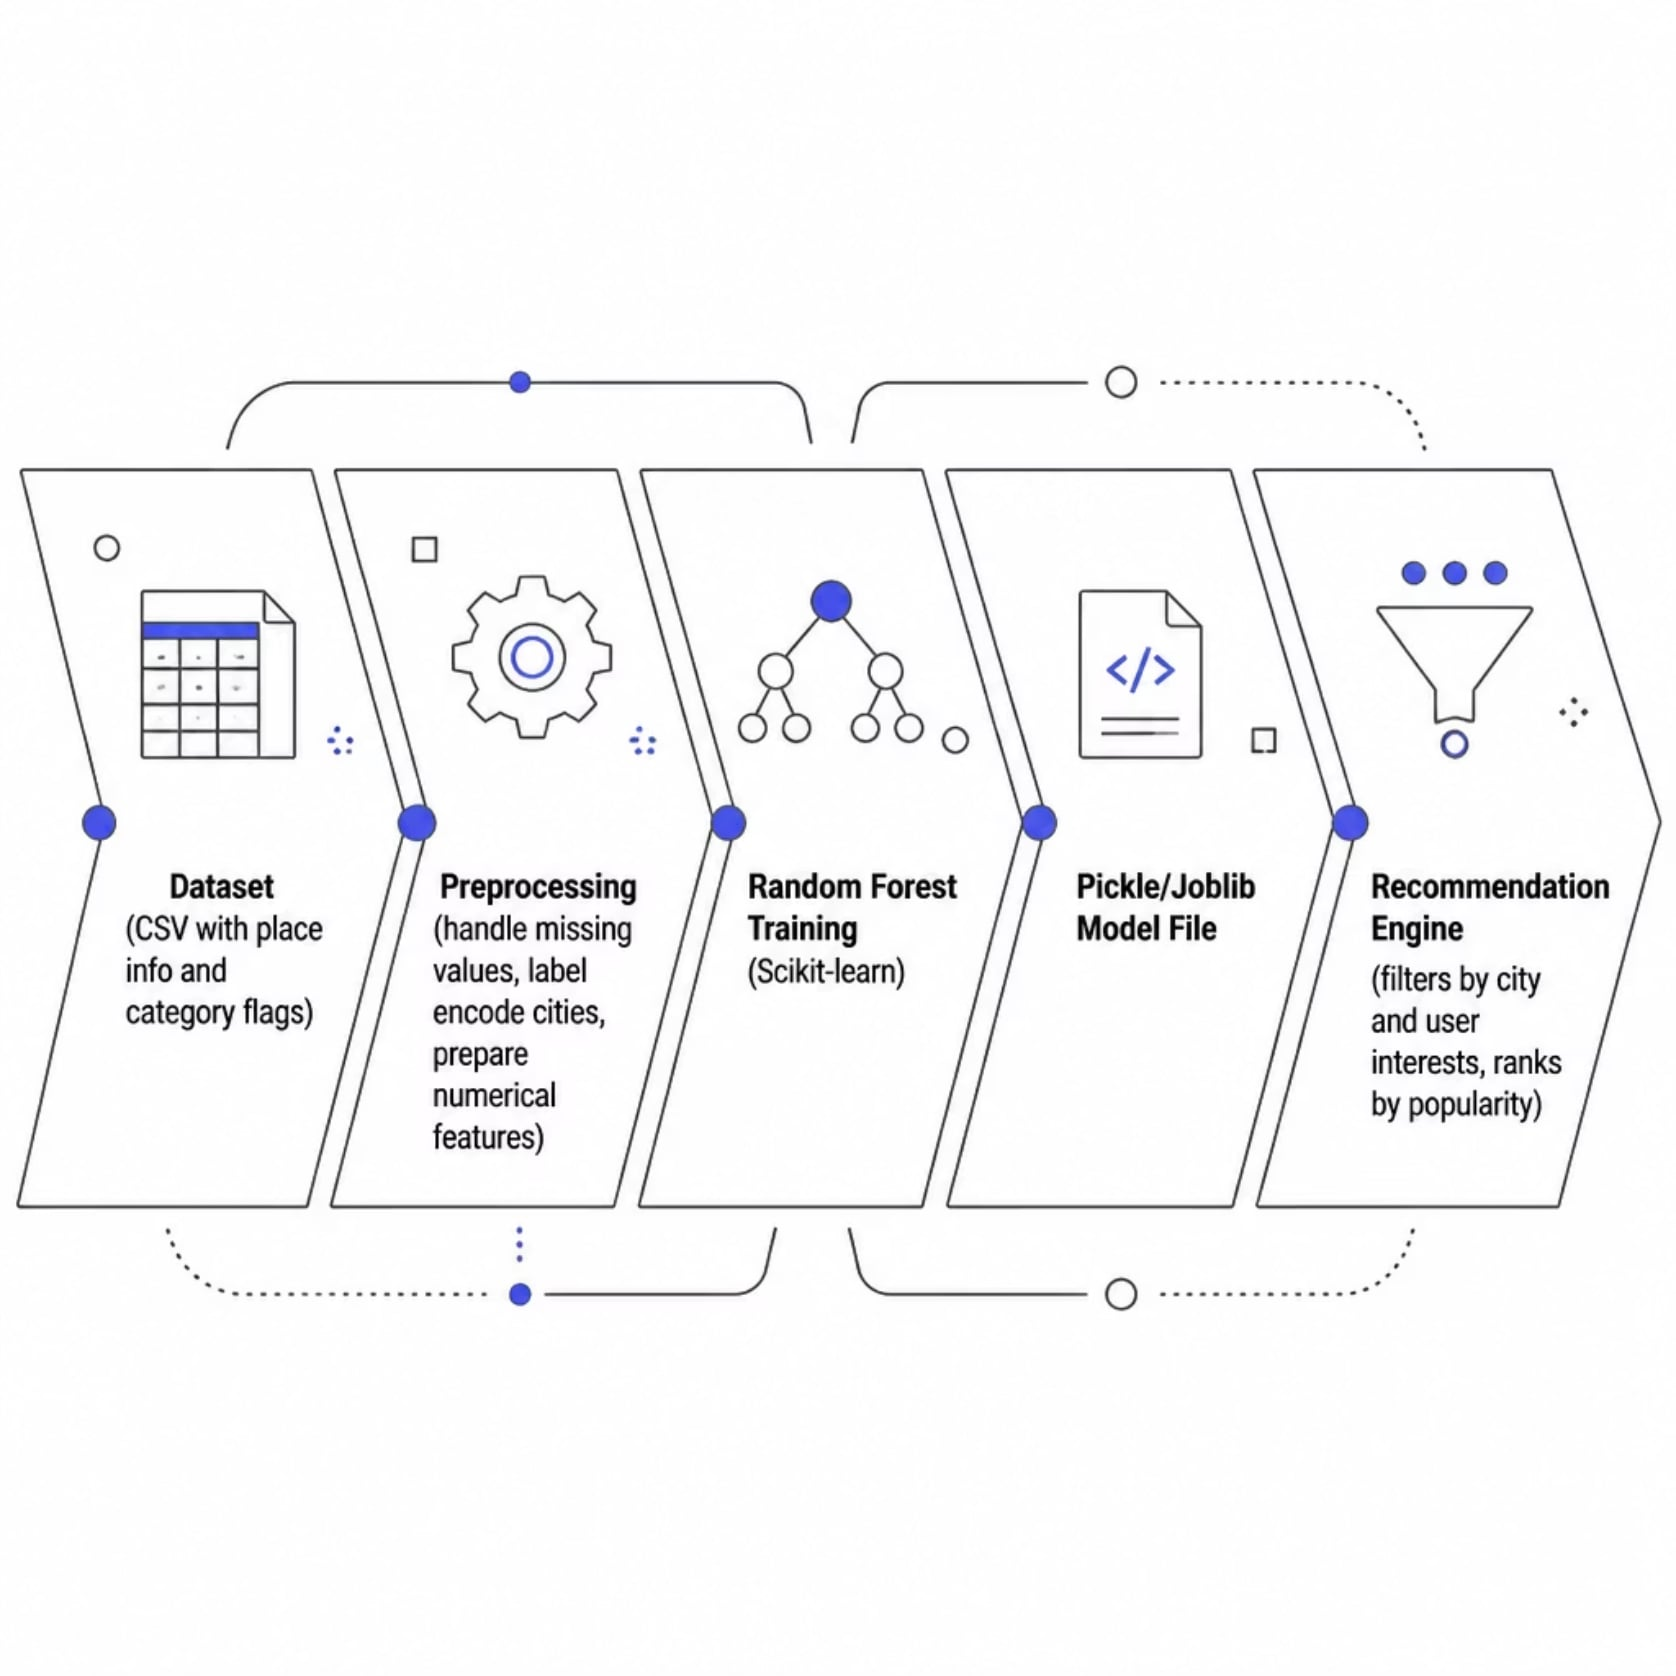 Dataset
(CSV with place
info and
category flags)
Preprocessing
(handle missing
values, label
encode cities,
prepare
numerical
features)
Random Forest
Training
(Scikit-learn)
</>
Pickle/Joblib
Model File
Recommendation
Engine
(filters by city
and user
interests, ranks
by popularity)